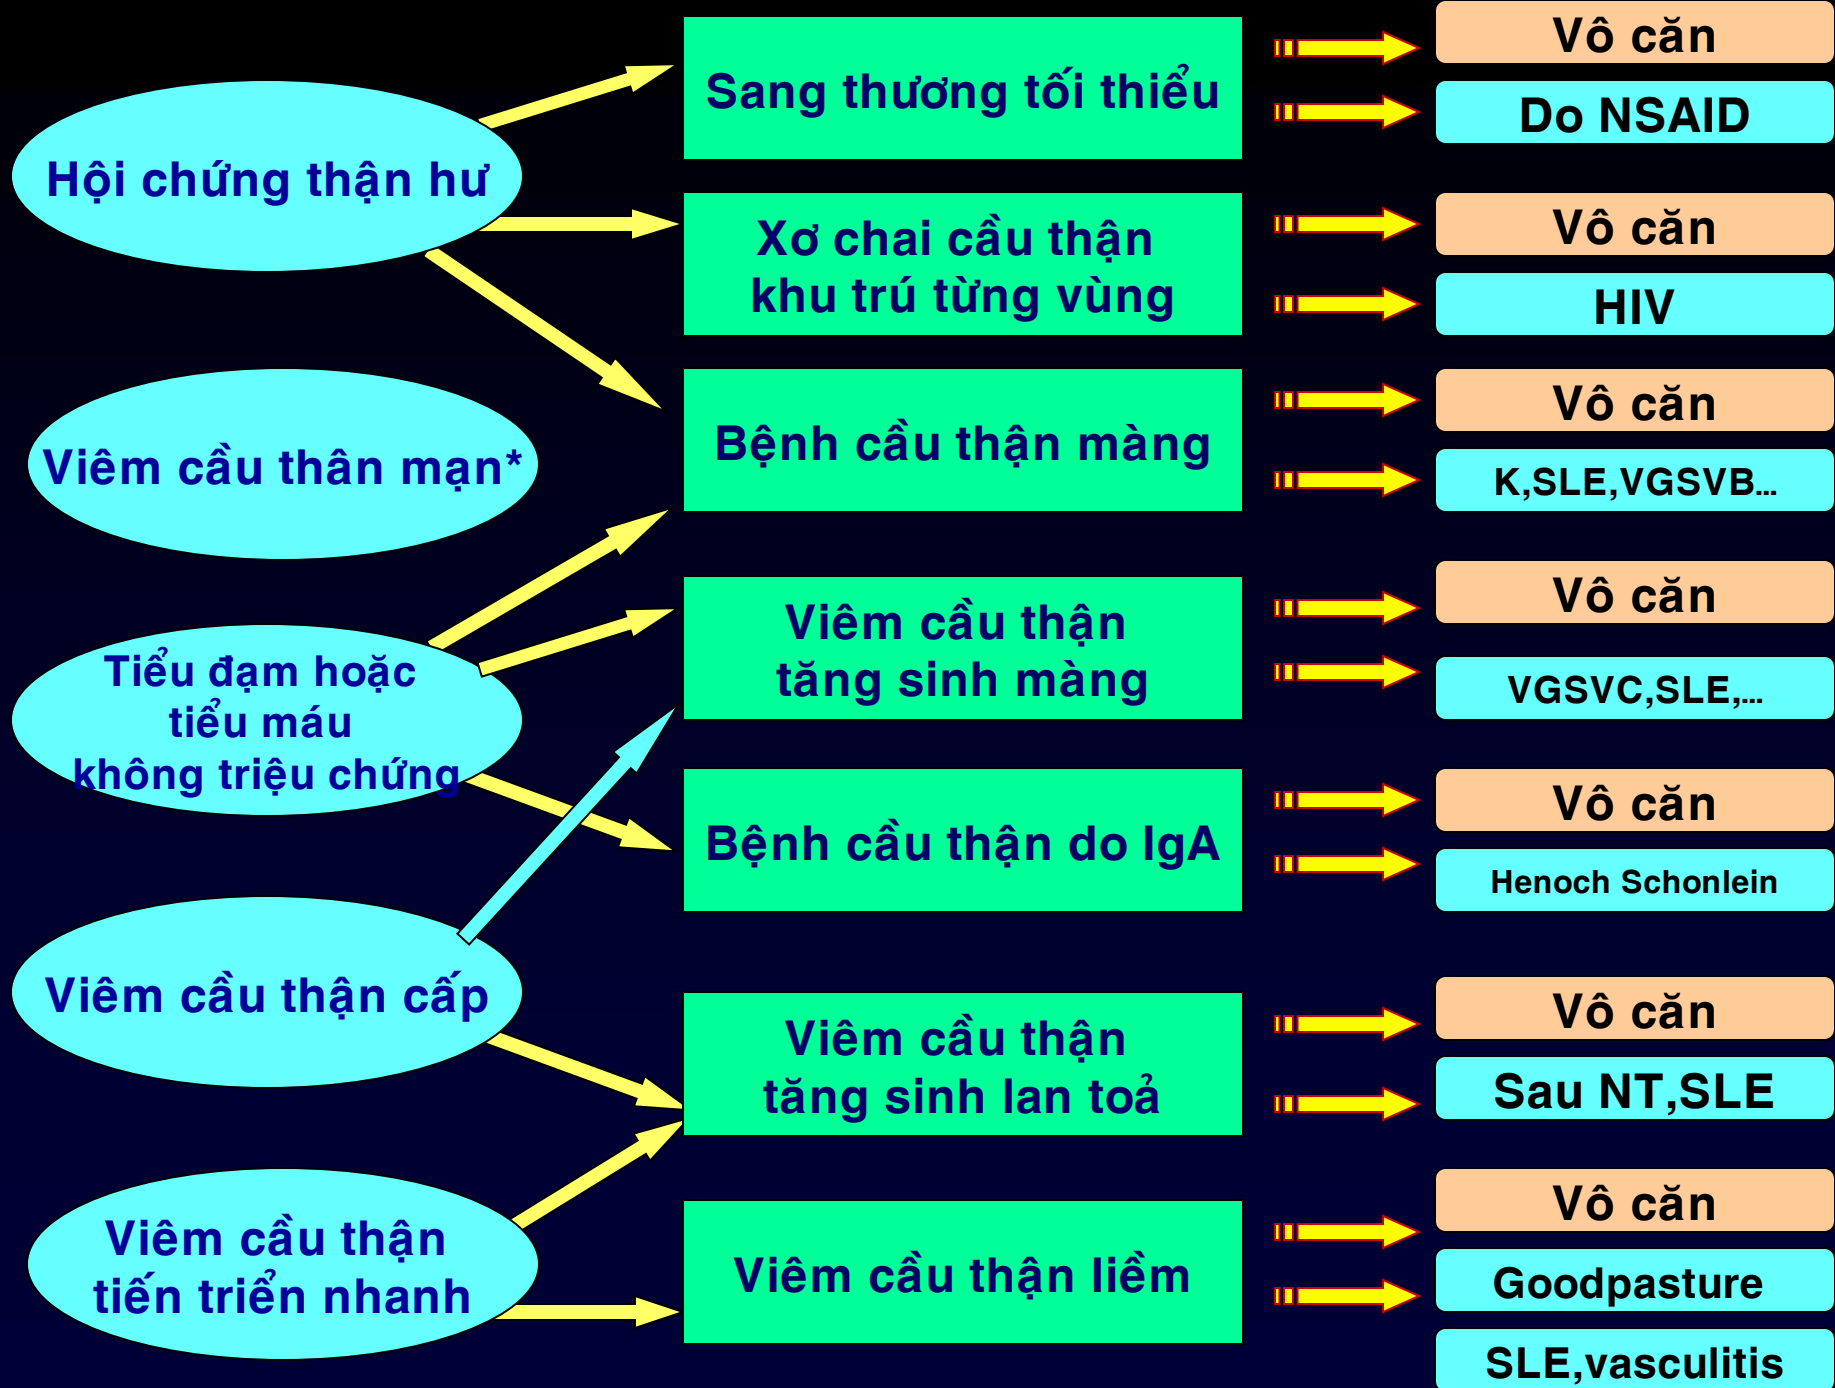 Hội chứng thận hư
Viêm cầu thân mạn*
Tiểu đạm hoặc
tiểu máu
không triệu chứng
Viêm cầu thận cấp
Viêm cầu thận
tiến triển nhanh
Sang thương tối thiểu
Xơ chai cầu thận
khu trú từng vùng
Bệnh cầu thận màng
Viêm cầu thận
tăng sinh màng
Bệnh cầu thận do IgA
Viêm cầu thận
tăng sinh lan toả
Viêm cầu thận liềm
Vô căn
Do NSAID
Vô căn
HIV
Vô căn
K,SLE,VGSVB…
Vô căn
VGSVC,SLE,…
Vô căn
Henoch Schonlein
Vô căn
Sau NT,SLE
Vô căn
Goodpasture
SLE,vasculitis